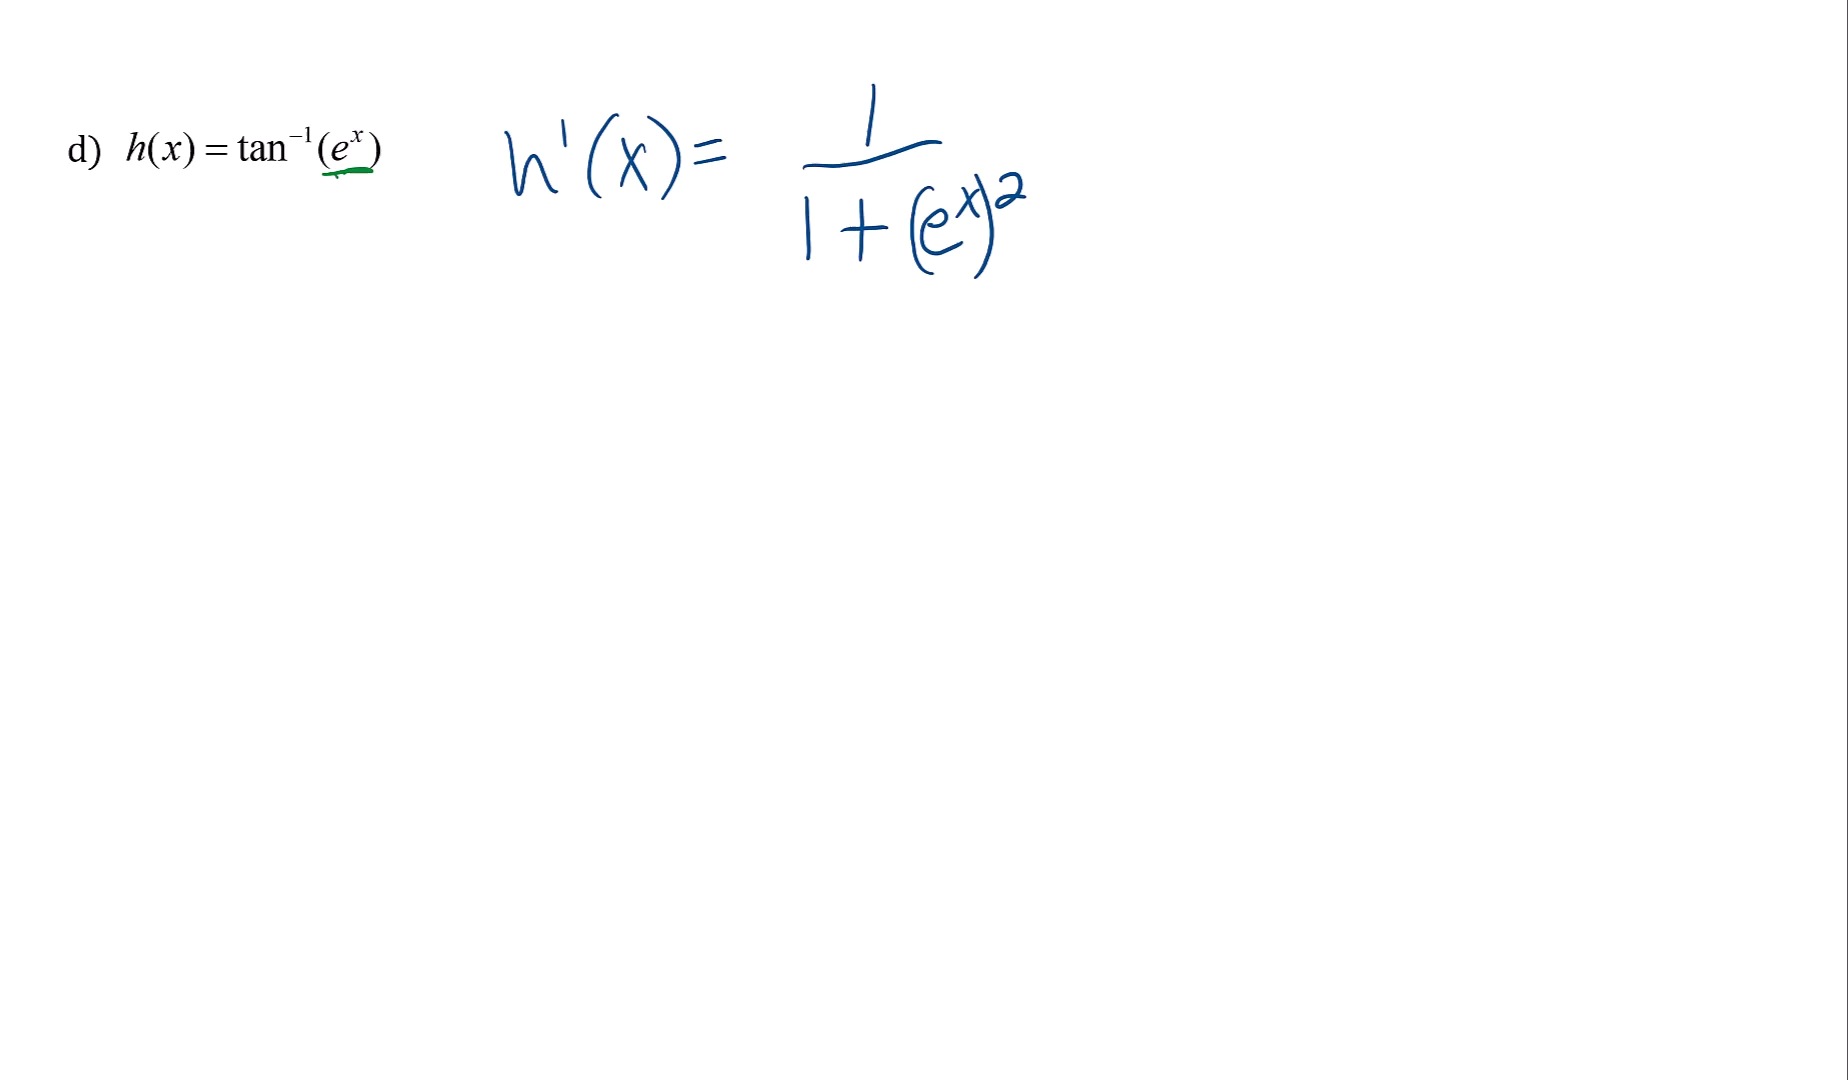 d) h(x) = tan⁻¹(eˣ) h'(x) = 1 / (1 + (eˣ)²)